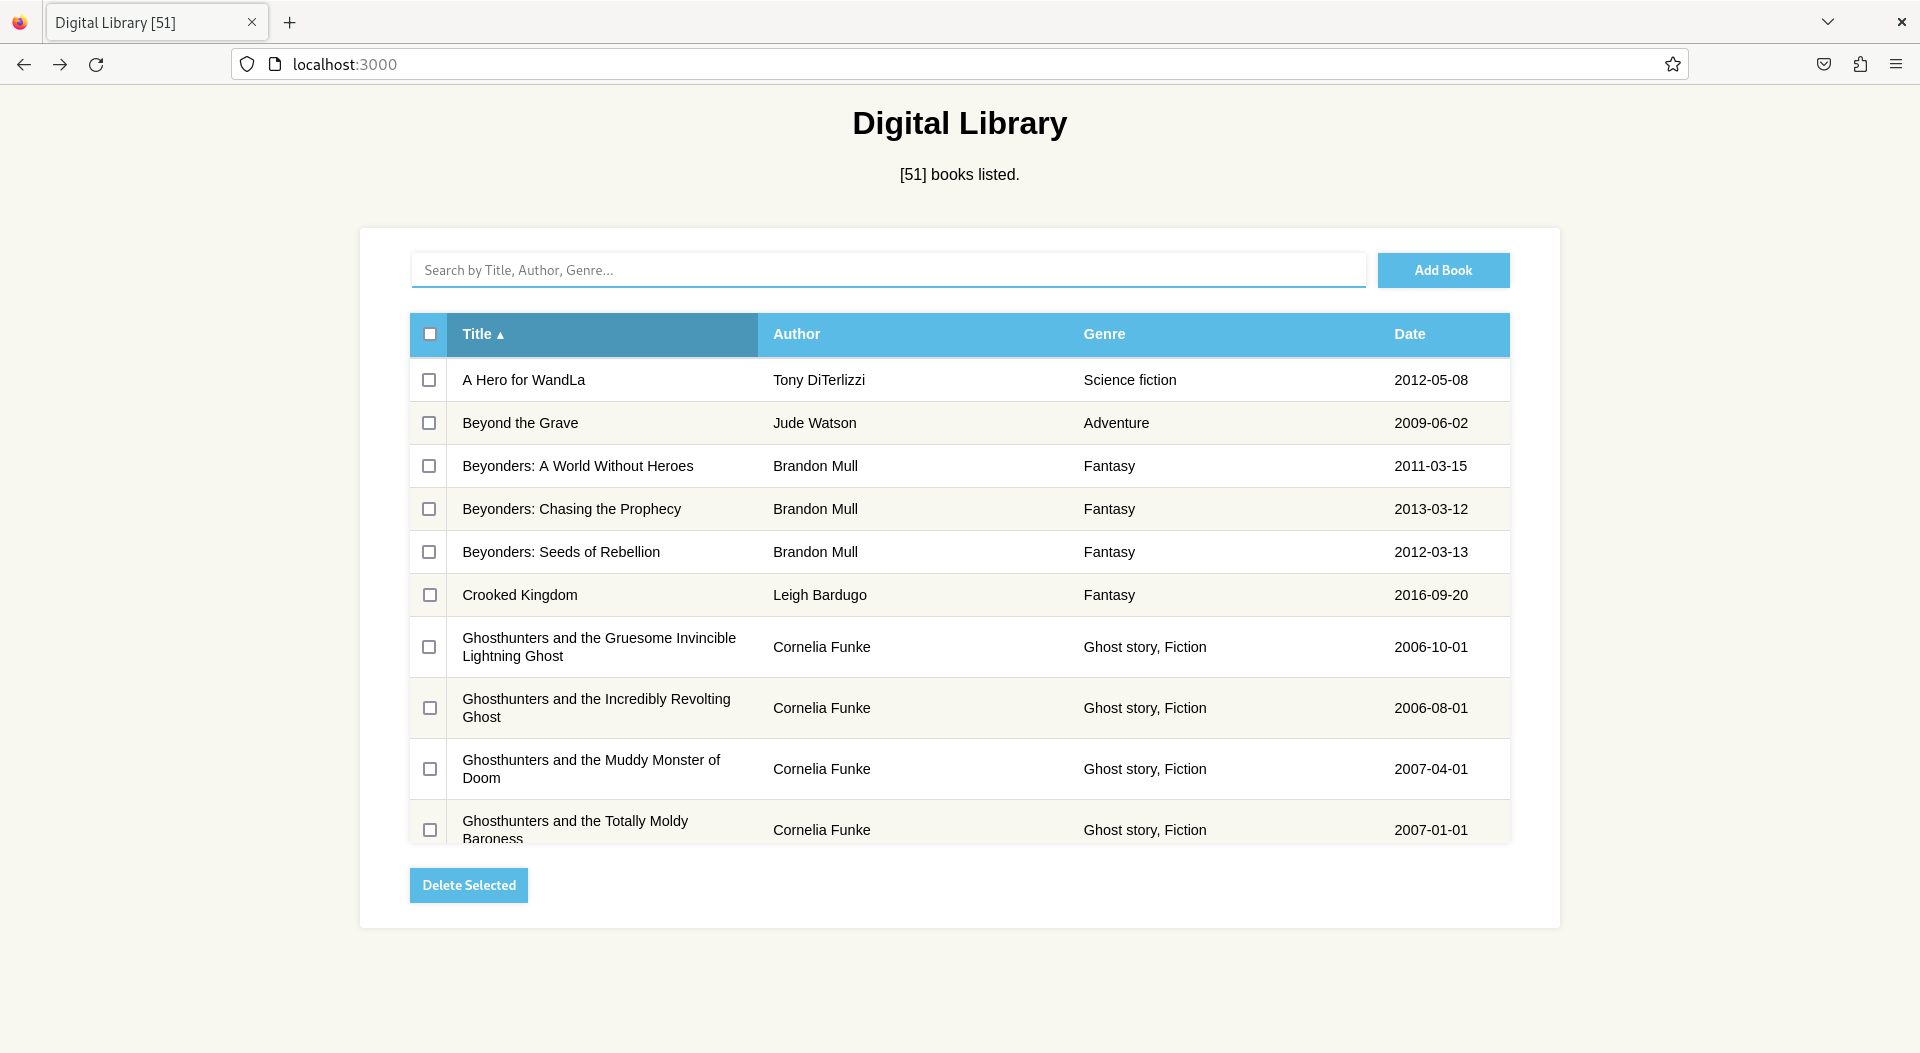 Digital Library [51]
localhost:3000
Digital Library
[51] books listed.
Search by Title, Author, Genre...
Add Book
Title ▲ Author Genre Date
A Hero for WandLa Tony DiTerlizzi Science fiction 2012-05-08
Beyond the Grave Jude Watson Adventure 2009-06-02
Beyonders: A World Without Heroes Brandon Mull Fantasy 2011-03-15
Beyonders: Chasing the Prophecy Brandon Mull Fantasy 2013-03-12
Beyonders: Seeds of Rebellion Brandon Mull Fantasy 2012-03-13
Crooked Kingdom Leigh Bardugo Fantasy 2016-09-20
Ghosthunters and the Gruesome Invincible
Lightning Ghost
Cornelia Funke Ghost story, Fiction 2006-10-01
Ghosthunters and the Incredibly Revolting
Ghost
Cornelia Funke Ghost story, Fiction 2006-08-01
Ghosthunters and the Muddy Monster of
Doom
Cornelia Funke Ghost story, Fiction 2007-04-01
Ghosthunters and the Totally Moldy
Baroness
Cornelia Funke Ghost story, Fiction 2007-01-01
Delete Selected